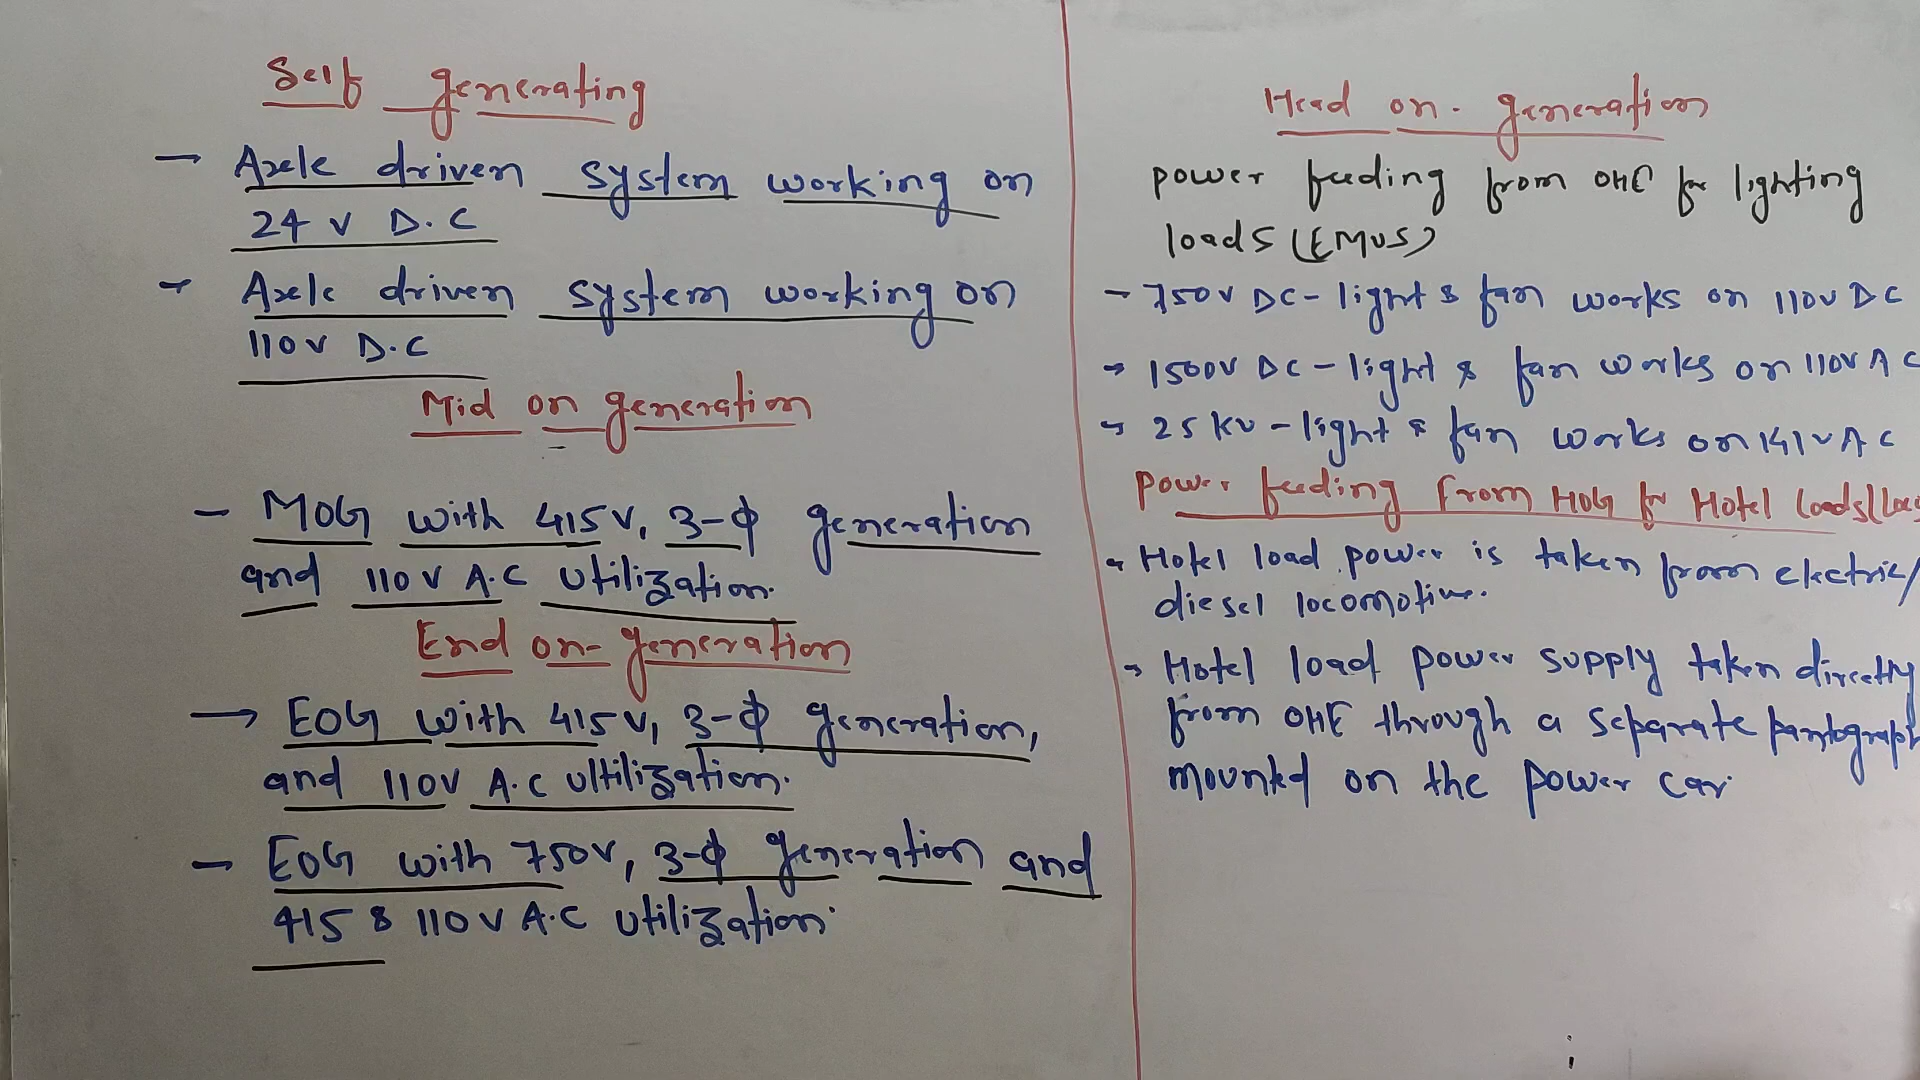 Self generating
→ Axle driven system working on
24 V D.C
→ Axle driven system working on
110 V D.C
Mid on generation
- MOG with 415V, 3-ф generation
and 110 V A.C utilization.
End on- generation
→ EOG with 415 V, 3-ф generation,
and 110V A.C ultilization.
- EOG with 750V, 3-ф generation and
415 & 110 V A.C utilization.
Head on- generation
power feeding from OHE for lighting
loads (EMUS)
→ 750V DC - light & fan works on 110V DC
→ 1500V DC - light & fan works on 110V AC
→ 25 KV - light & fan works on 141V AC
Power feeding From HOG for Hotel loads(
→ Hotel load power is taken from electric/
diesel locomotive.
→ Hotel load power supply taken directly
from OHE through a separate pantograph
mounted on the power car